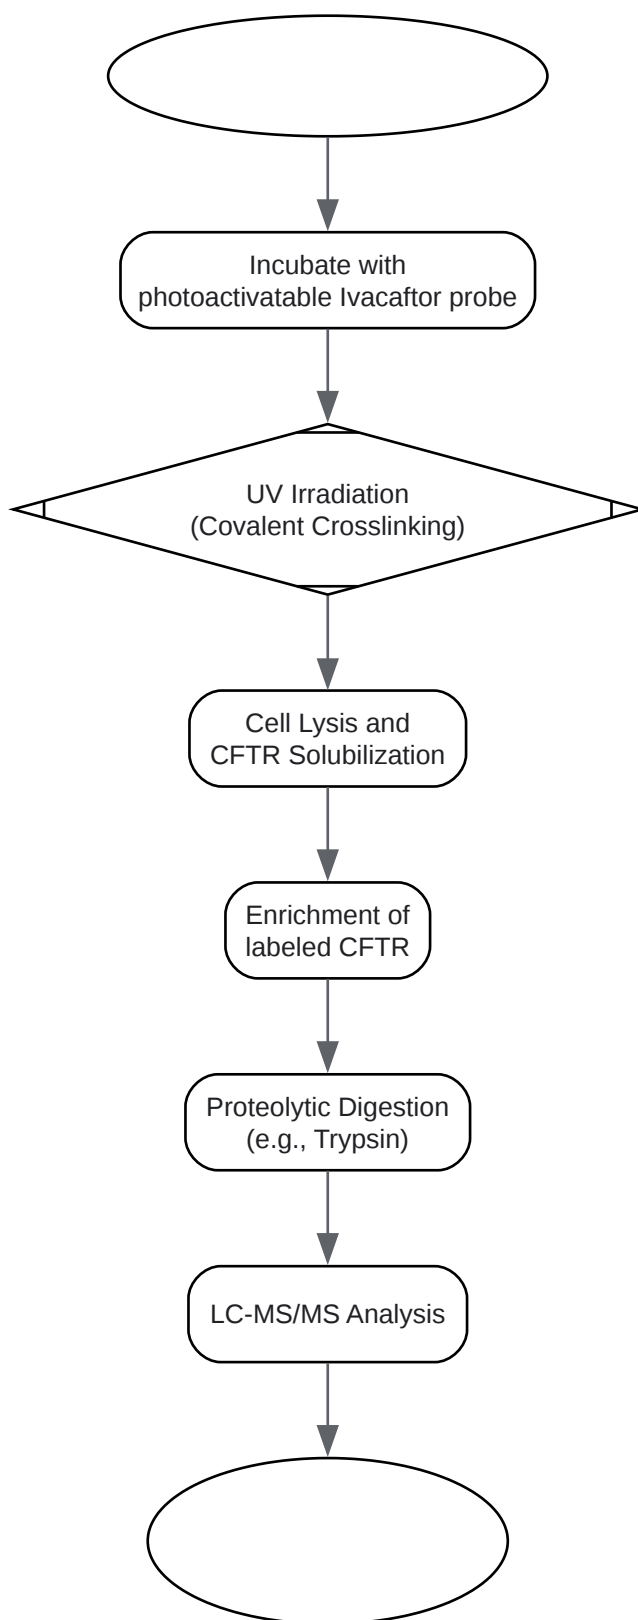 Incubate with
photoactivatable Ivacaftor probe
UV Irradiation
(Covalent Crosslinking)
Cell Lysis and
CFTR Solubilization
Enrichment of
labeled CFTR
Proteolytic Digestion
(e.g., Trypsin)
LC-MS/MS Analysis